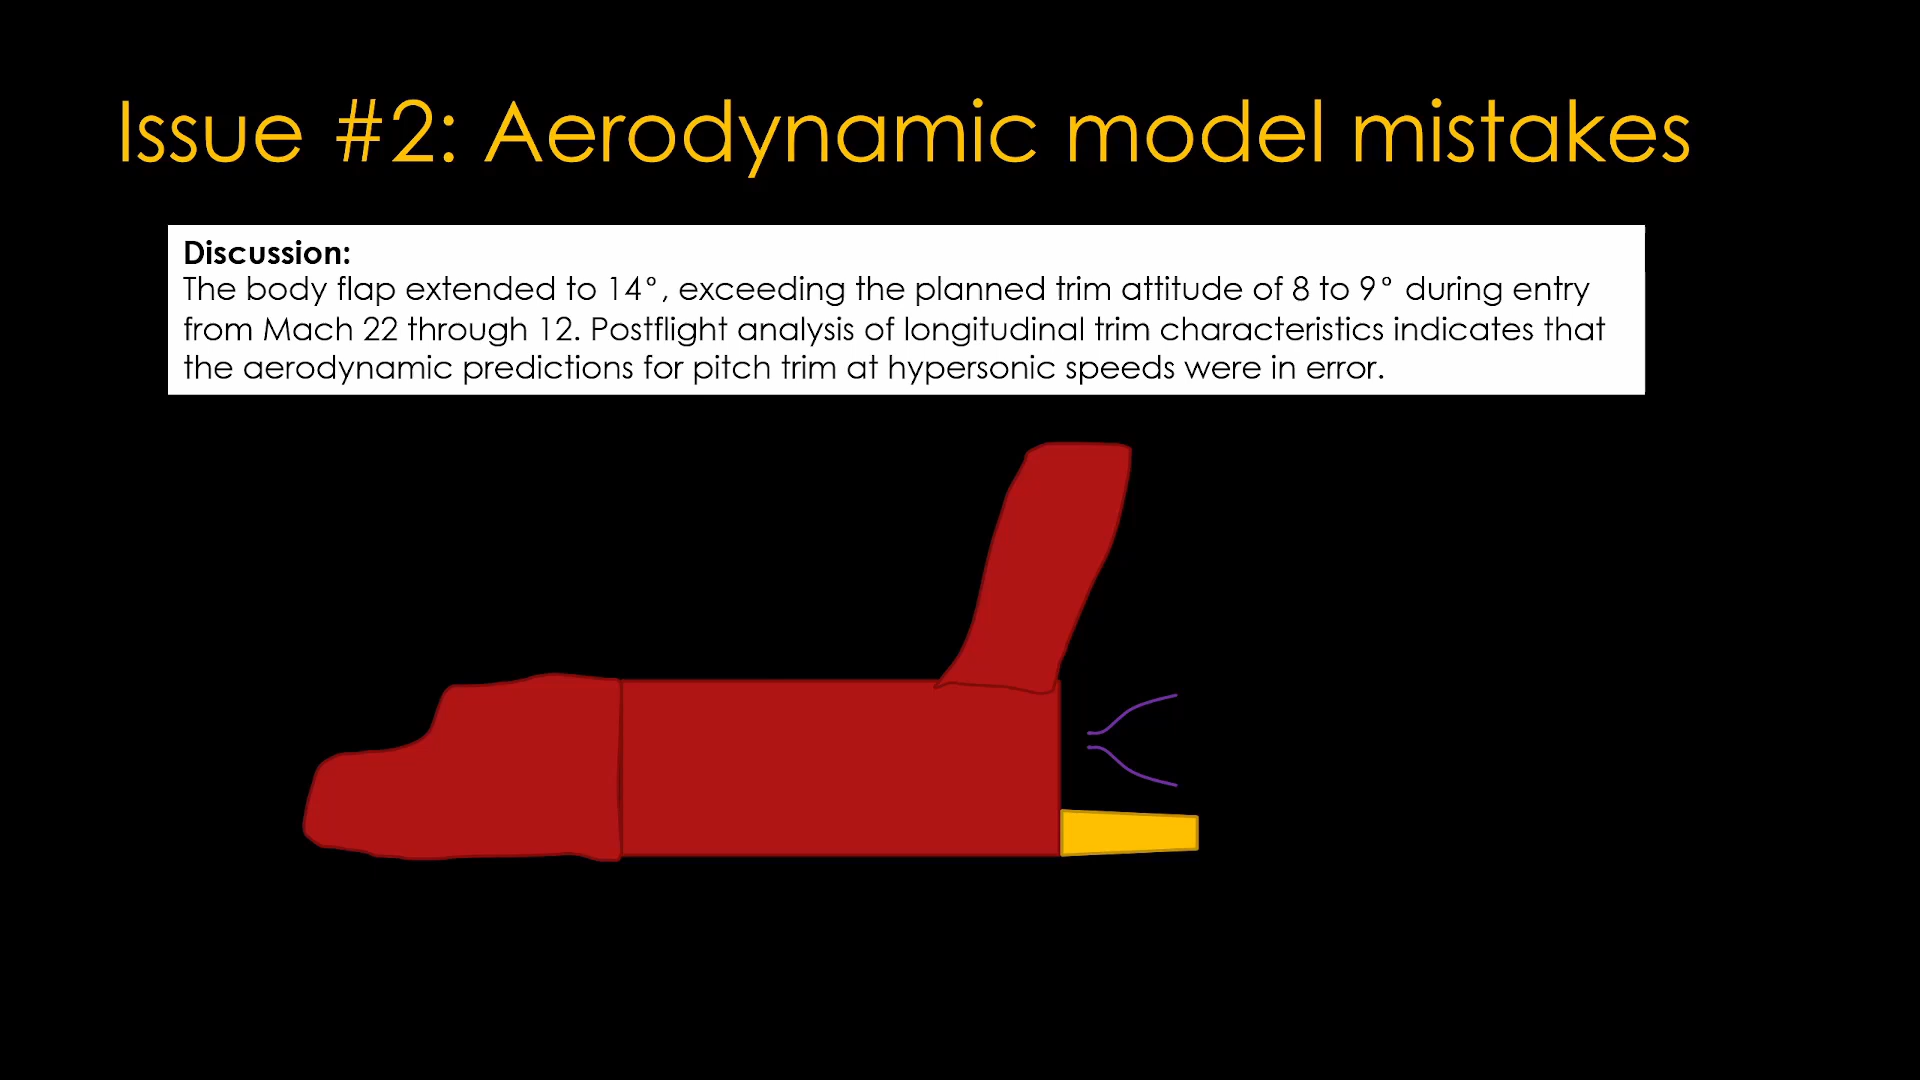 Issue #2: Aerodynamic model mistakes
Discussion:
The body flap extended to 14°, exceeding the planned trim attitude of 8 to 9° during entry
from Mach 22 through 12. Postflight analysis of longitudinal trim characteristics indicates that
the aerodynamic predictions for pitch trim at hypersonic speeds were in error.